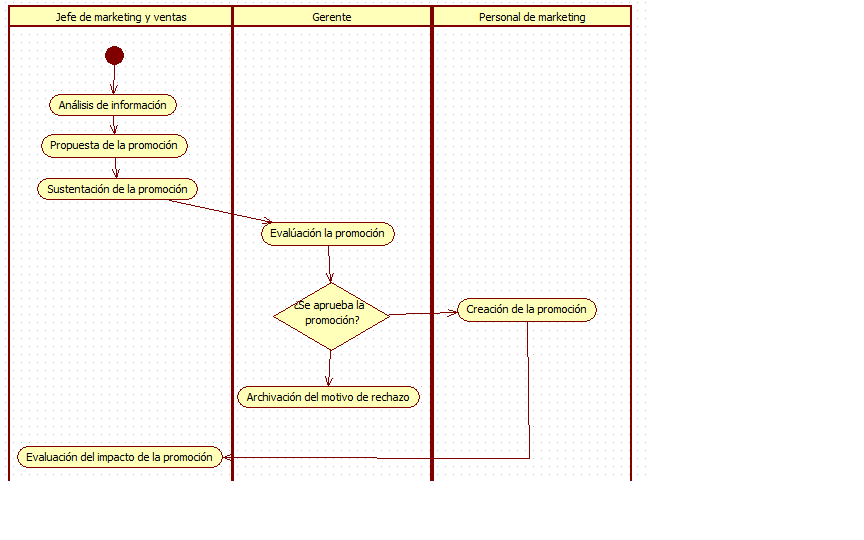 Jefe de marketing y ventas
Gerente
Personal de marketing
Análisis de información
Propuesta de la promoción
Sustentación de la promoción
Evalúación la promoción
¿Se aprueba la
promoción?
Creación de la promoción
Archivación del motivo de rechazo
Evaluación del impacto de la promoción